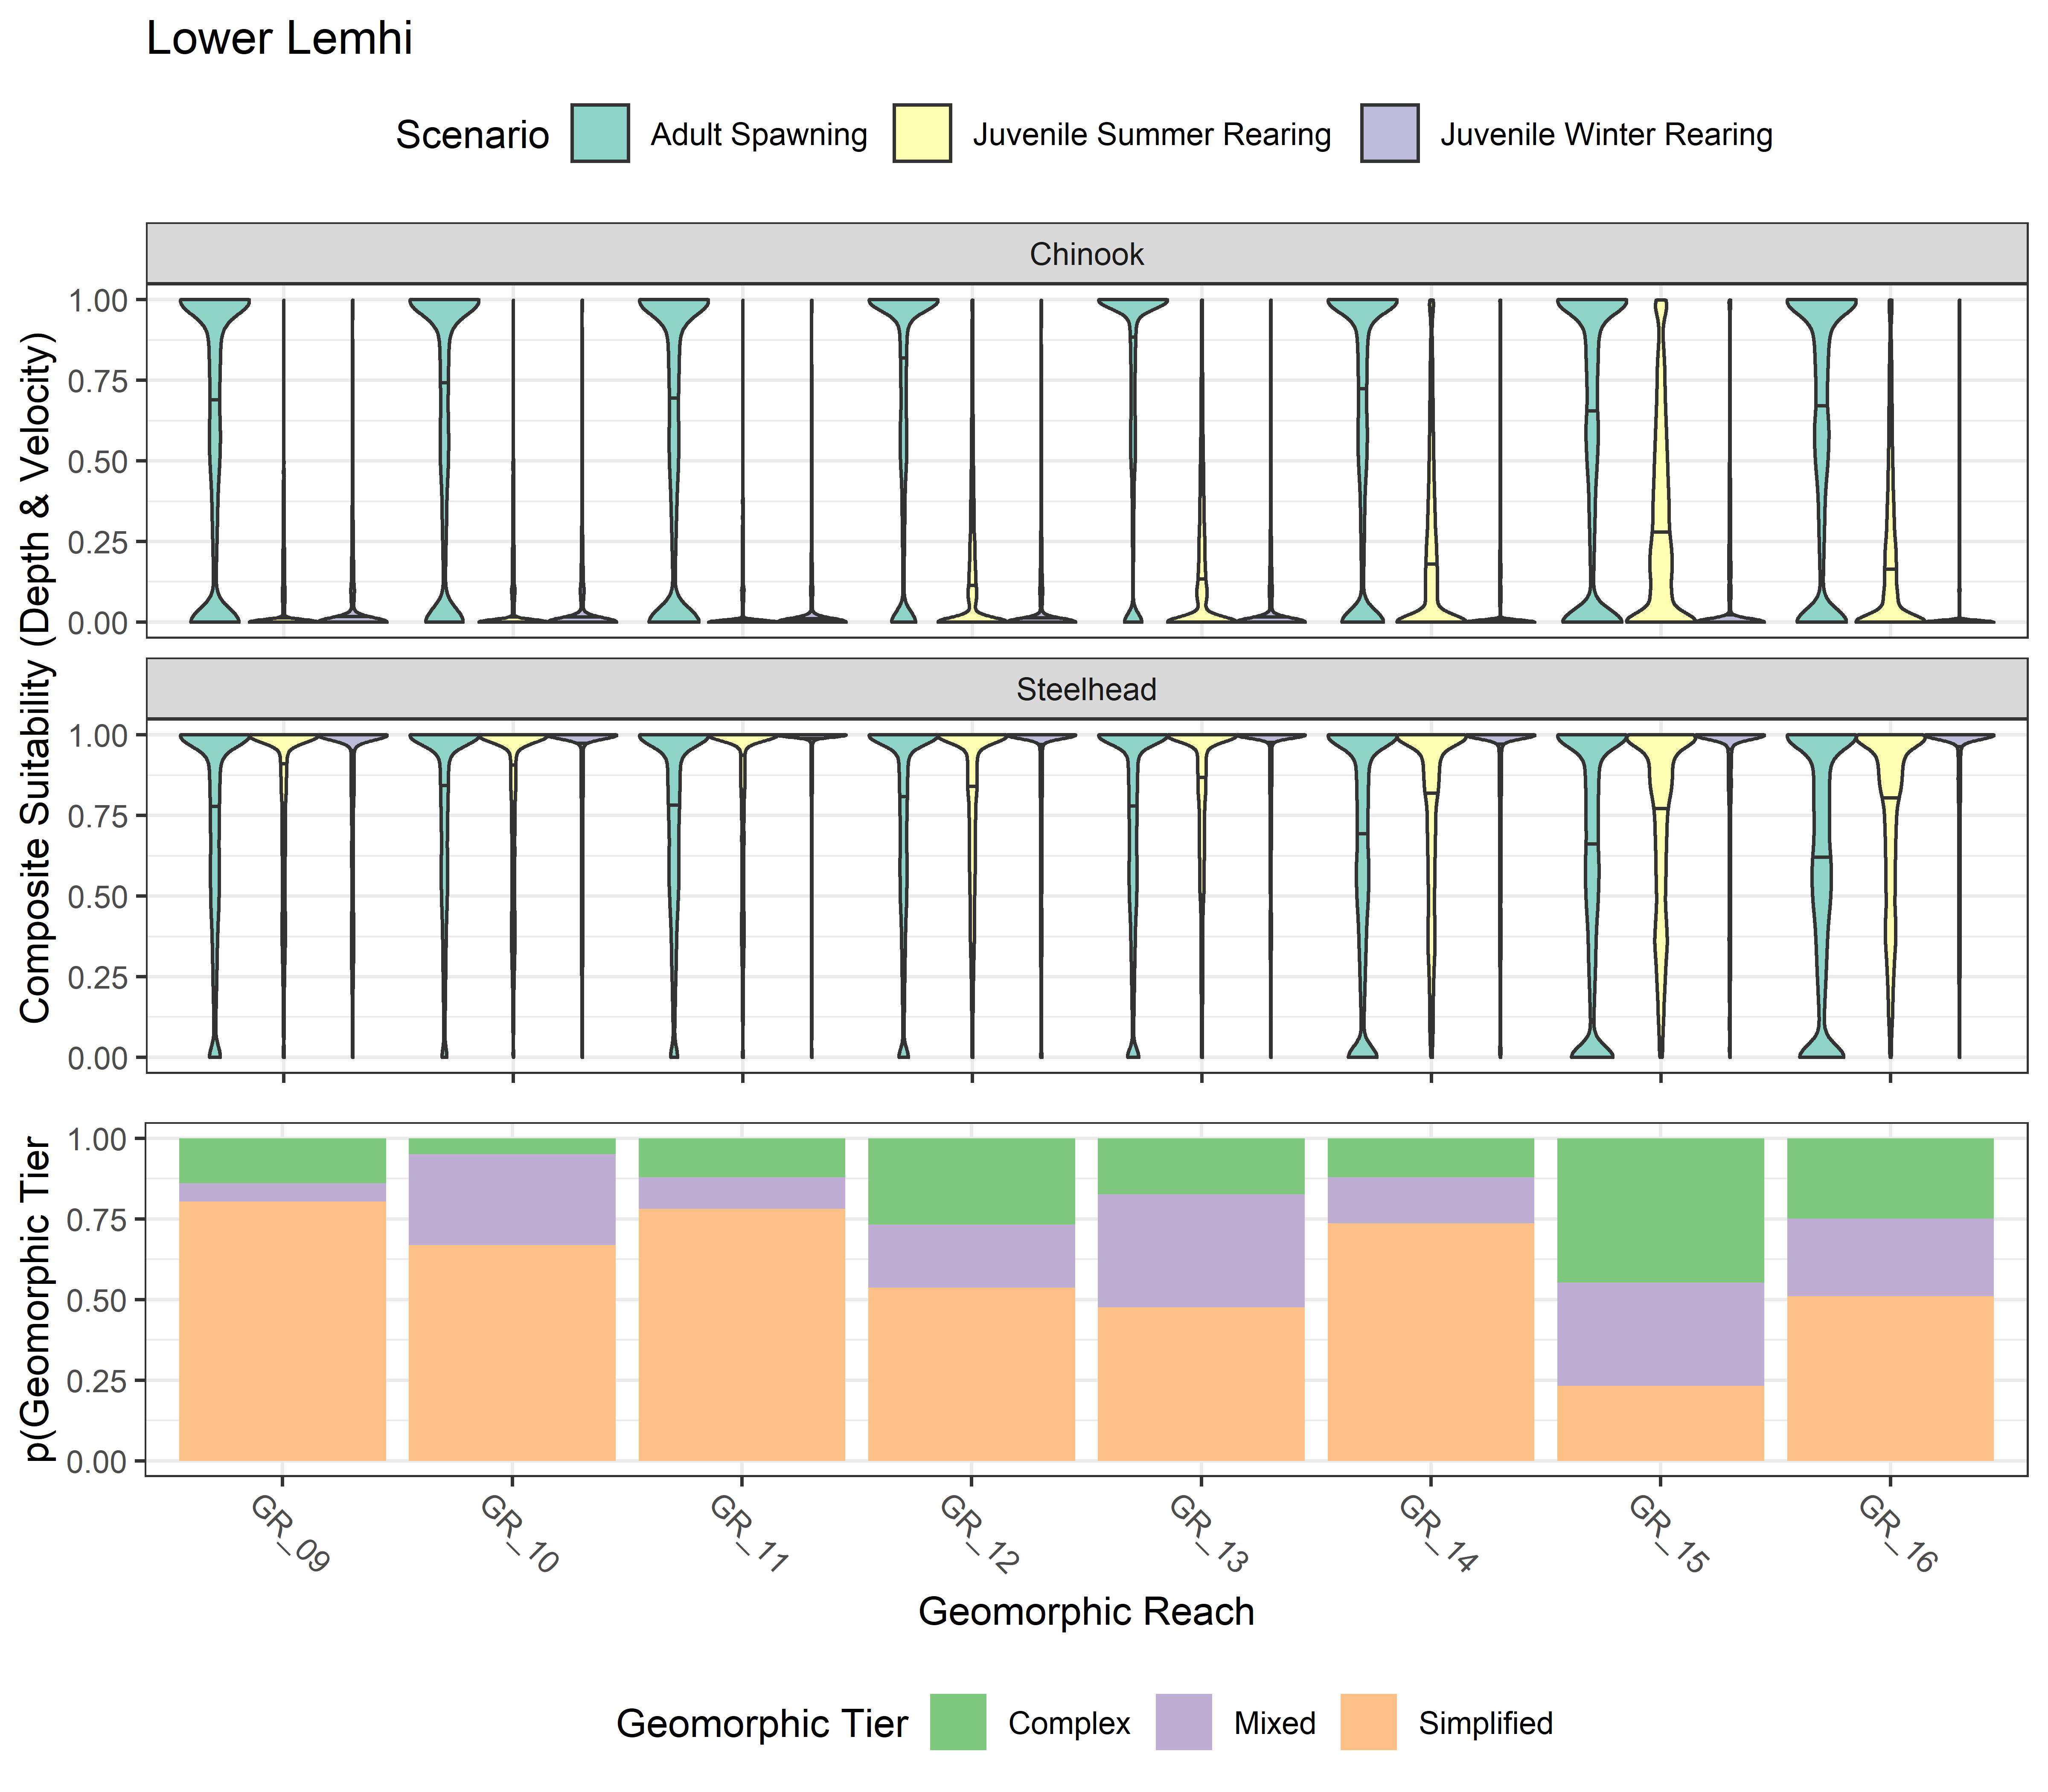 Lower Lemhi
Scenario Adult Spawning Juvenile Summer Rearing Juvenile Winter Rearing
Composite Suitability (Depth & Velocity)
Chinook
1.00
0.75
0.50
0.25
0.00
Steelhead
1.00
0.75
0.50
0.25
0.00
p(Geomorphic Tier
1.00
0.75
0.50
0.25
0.00
GR_09 GR_10 GR_11 GR_12 GR_13 GR_14 GR_15 GR_16
Geomorphic Reach
Geomorphic Tier Complex Mixed Simplified